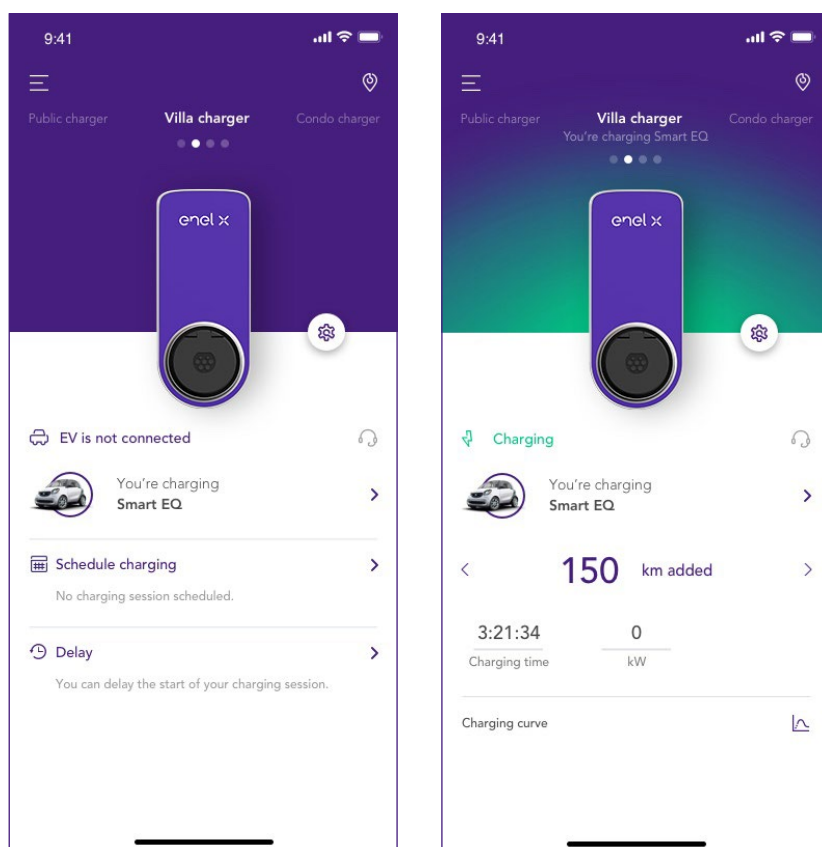 9:41
Public charger
Villa charger
Condo charger
enel x
EV is not connected
You're charging
Smart EQ
Schedule charging
No charging session scheduled.
Delay
You can delay the start of your charging session.
9:41
Public charger
Villa charger
Condo charger
You're charging Smart EQ
enel x
Charging
You're charging
Smart EQ
150 km added
3:21:34
Charging time
0
kW
Charging curve